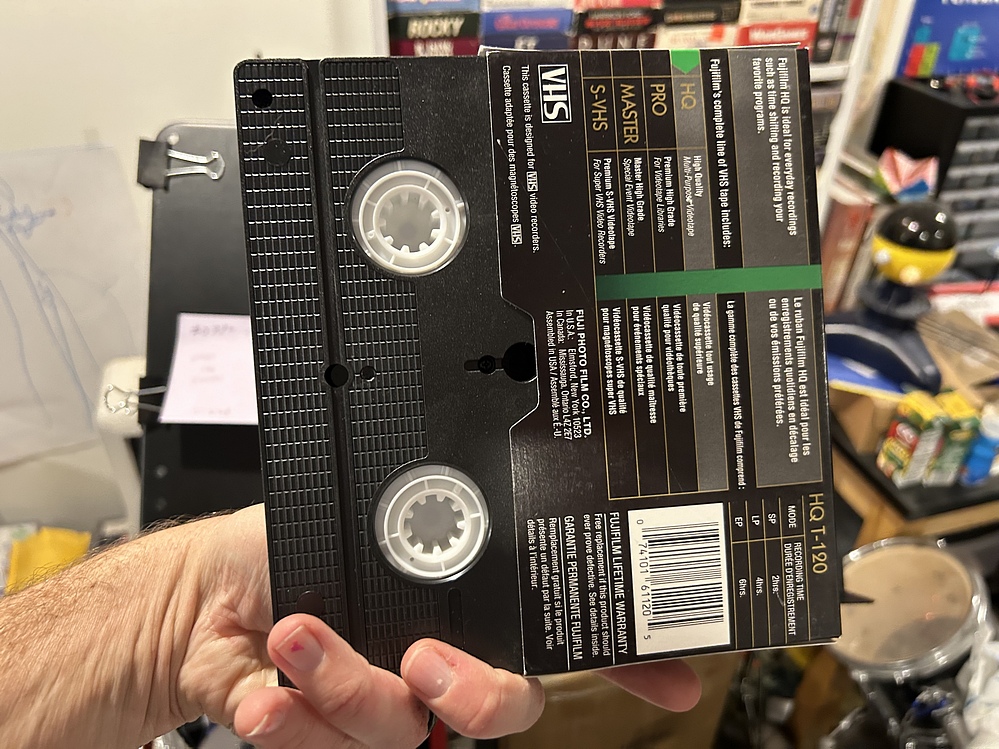 ROCKY
HQ T-120
MODE
RECORDING TIME
DURÉE D'ENREGISTREMENT
SP
2hrs.
LP
4hrs.
EP
6hrs.
Fujifilm HQ is ideal for everyday recordings
such as time shifting and recording your
favorite programs.
Le ruban Fujifilm HQ est idéal pour les
enregistrements quotidiens en décalage
ou de vos émissions préférées.
Fujifilm's complete line of VHS tape includes:
La gamme complète des cassettes VHS de Fujifilm comprend :
HQ
High Quality
Multi-Purpose Videotape
Vidéocassette tout usage
de qualité supérieure
PRO
Premium High Grade
For Videotape Libraries
Vidéocassette de toute première
qualité pour vidéothèques
MASTER
Master High Grade
Special Event Videotape
Vidéocassette de qualité maîtresse
pour événements spéciaux
S-VHS
Premium S-VHS Videotape
For Super VHS Video Recorders
Vidéocassette S-VHS de qualité
pour magnétoscopes super VHS
VHS
This cassette is designed for VHS video recorders.
Cassette adaptée pour des magnétoscopes VHS.
FUJI PHOTO FILM CO., LTD.
In U.S.A.: Elmsford, New York 10523
In Canada: Mississauga, Ontario L4Z 2E7
Assembled in USA / Assemblé aux É.-U.
0 74101 61120 5
FUJIFILM LIFETIME WARRANTY
Free replacement if this product should
ever prove defective. See details inside.
GARANTIE PERMANENTE FUJIFILM
Remplacement gratuit si le produit
présente un défaut par la suite. Voir
détails à l'intérieur.